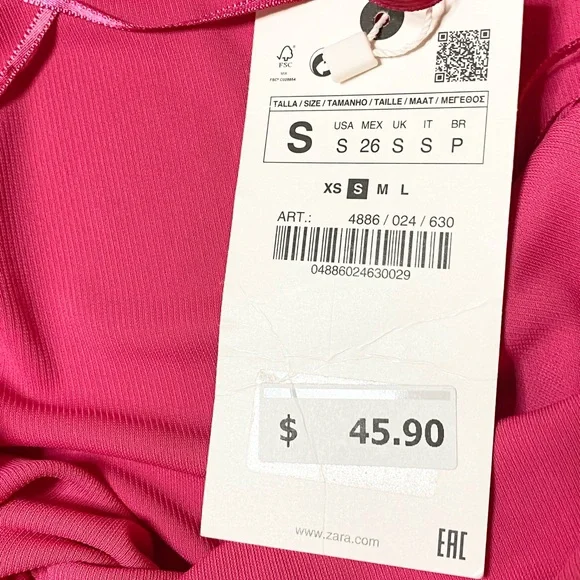 FSC
TALLA / SIZE / TAMANHO / TAILLE / MAAT / ΜΕΓΕΘΟΣ
S
USA MEX UK IT BR
S 26 S S P
XS S M L
ART.: 4886 / 024 / 630
04886024630029
$ 45.90
www.zara.com
EAC